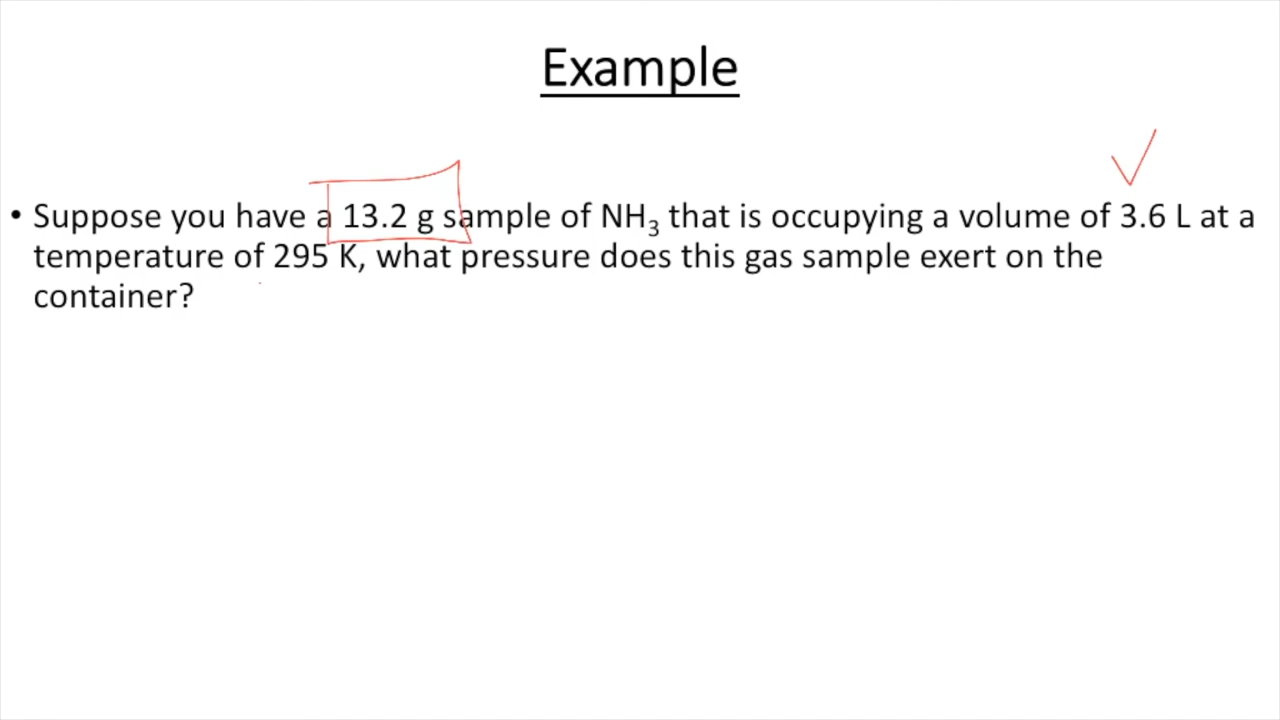 Example
• Suppose you have a 13.2 g sample of NH₃ that is occupying a volume of 3.6 L at a
temperature of 295 K, what pressure does this gas sample exert on the
container?